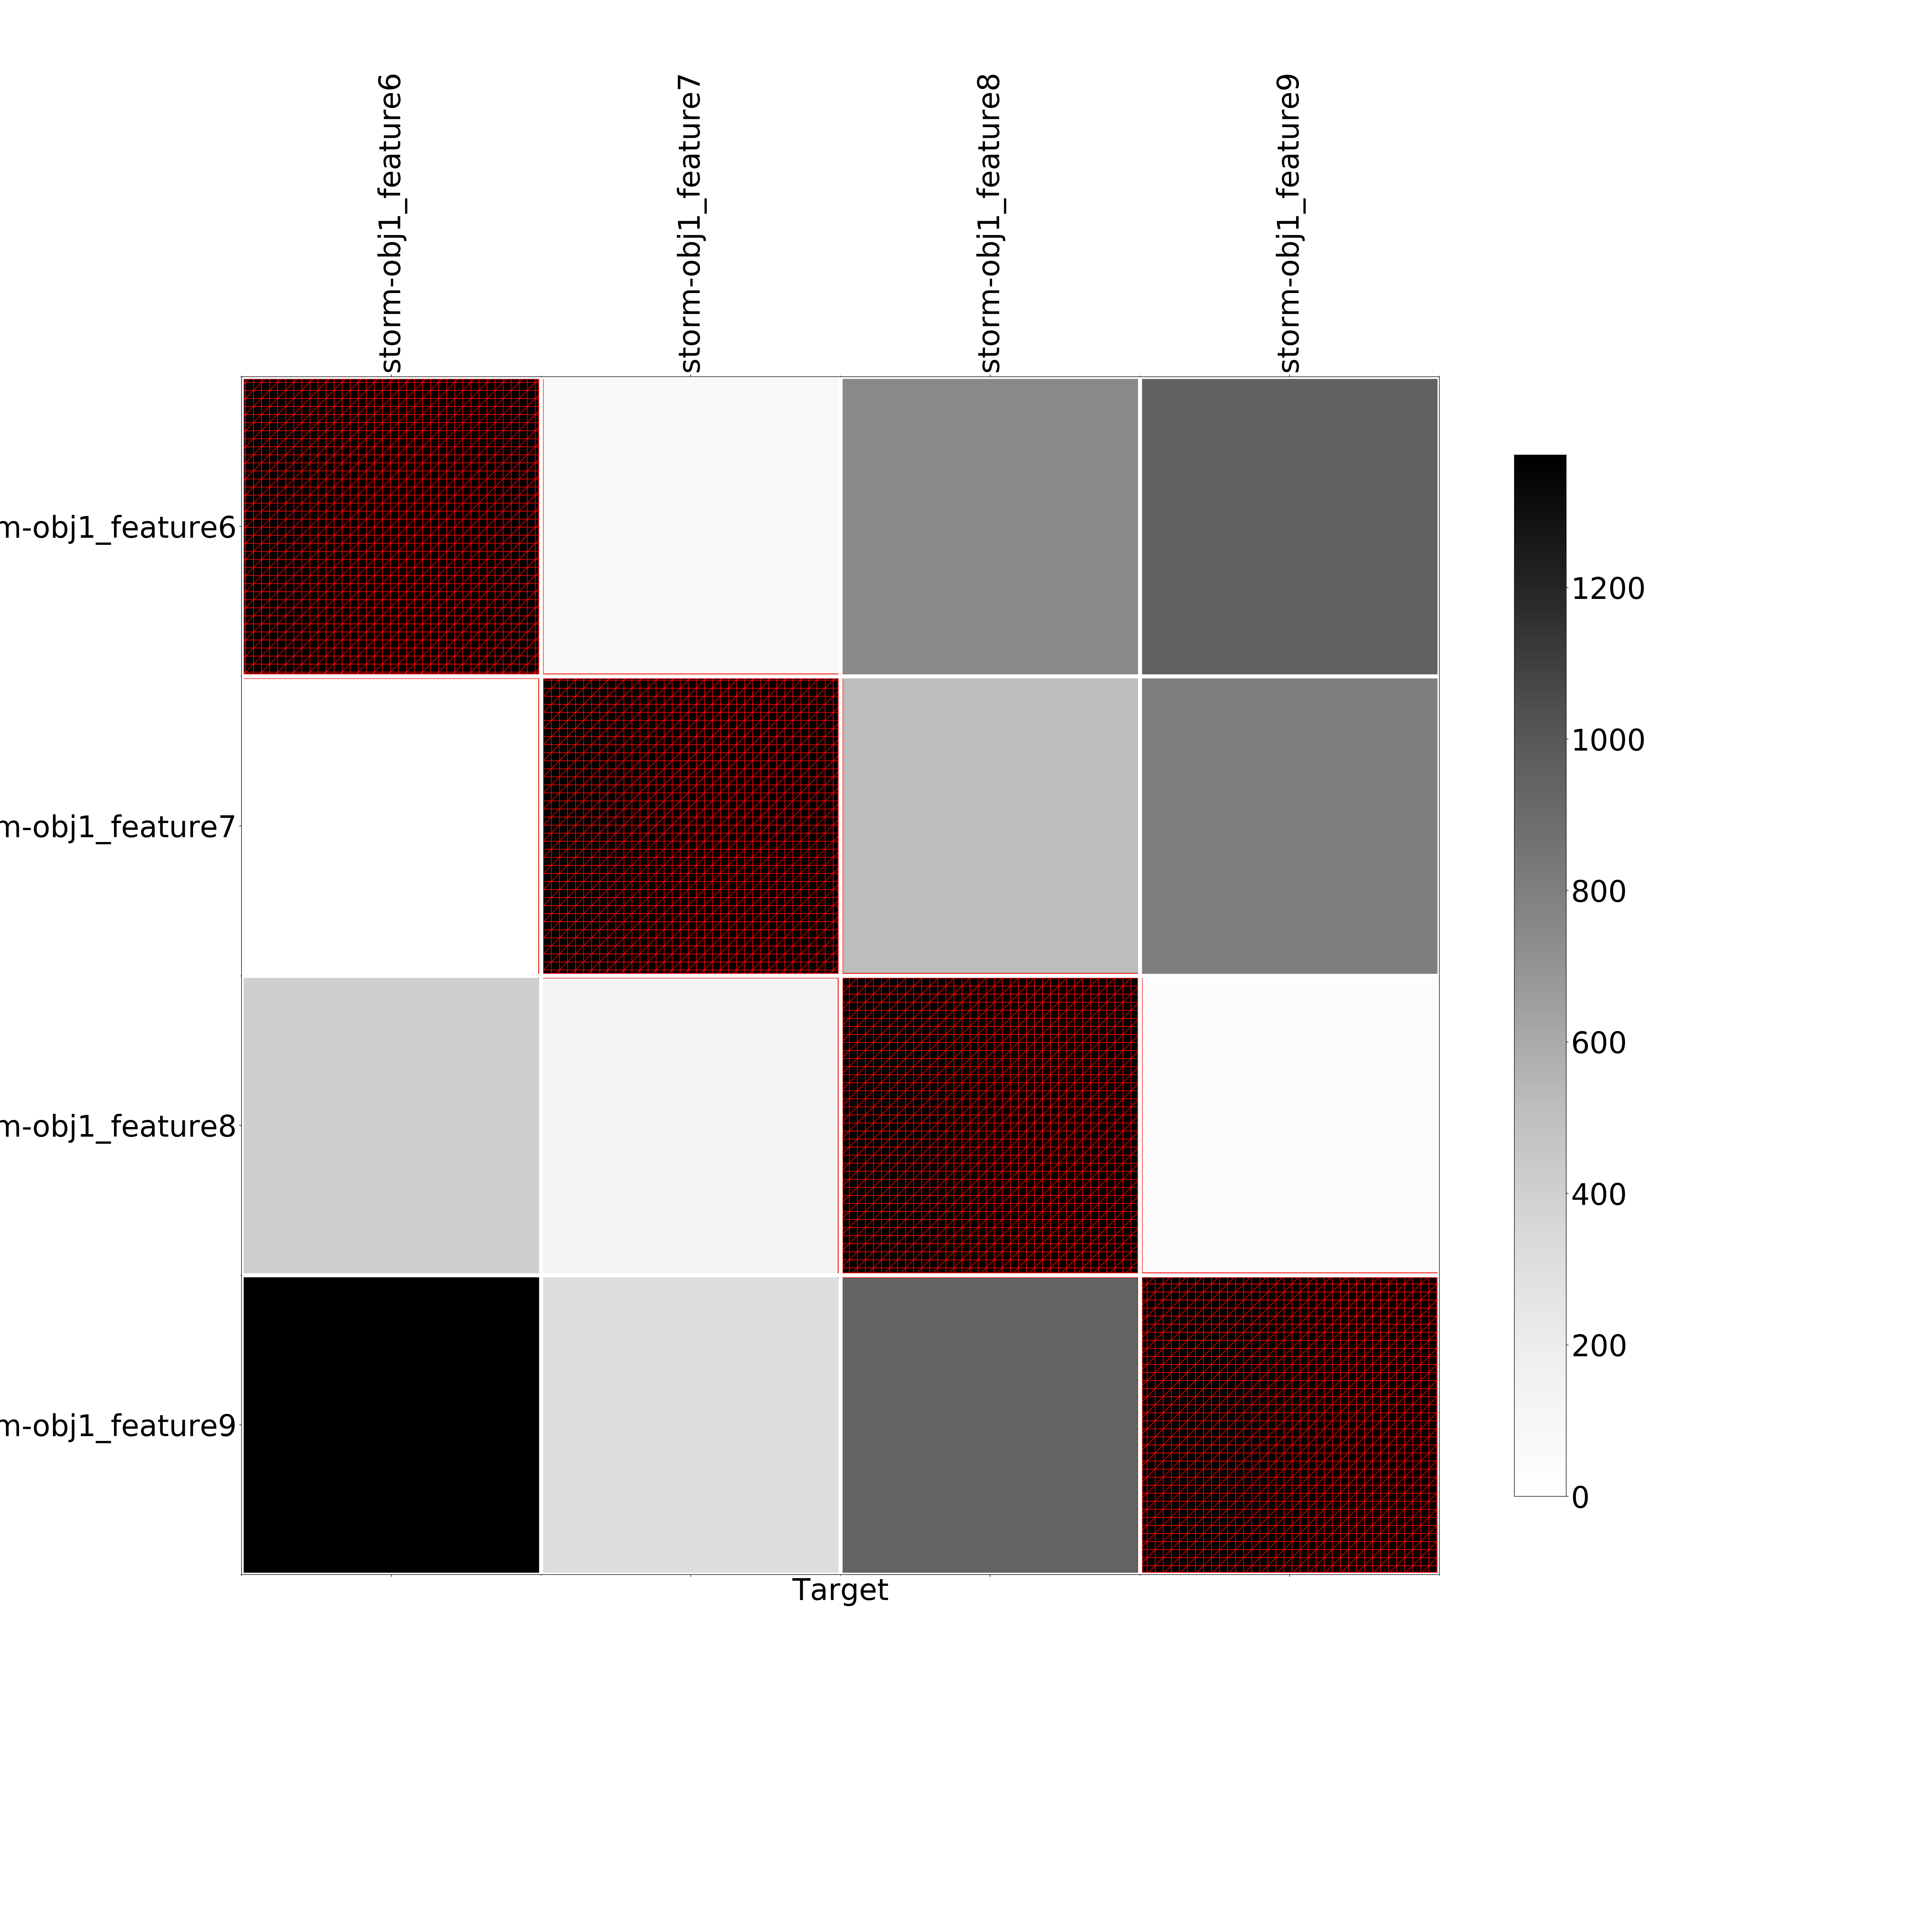 storm-obj1_feature6
storm-obj1_feature7
storm-obj1_feature8
storm-obj1_feature9
m-obj1_feature6
m-obj1_feature7
m-obj1_feature8
m-obj1_feature9
1200
1000
800
600
400
200
0
Target